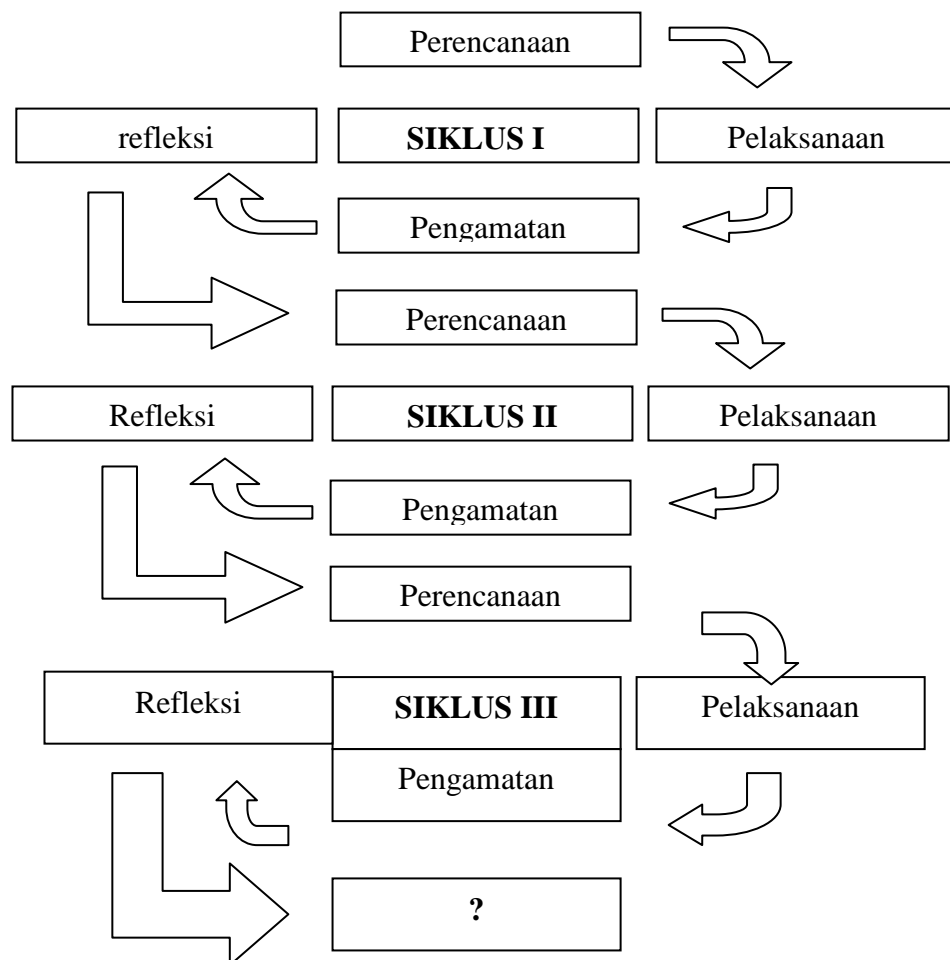 Perencanaan
refleksi
SIKLUS I
Pelaksanaan
Pengamatan
Perencanaan
Refleksi
SIKLUS II
Pelaksanaan
Pengamatan
Perencanaan
Refleksi
SIKLUS III
Pelaksanaan
Pengamatan
?